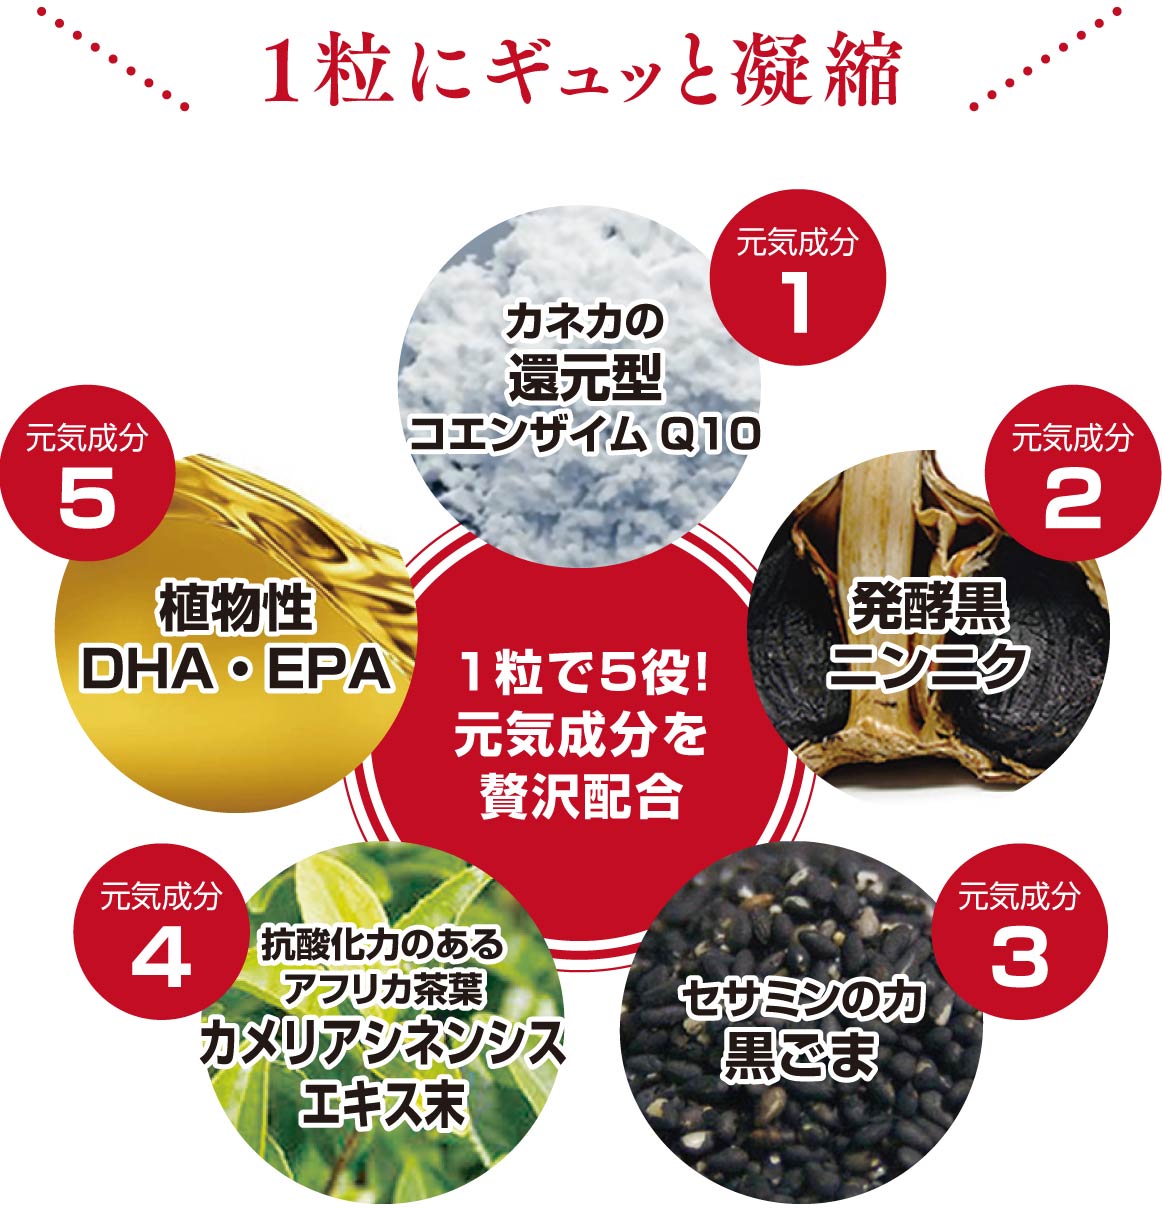 1粒にギュッと凝縮
元気成分
1
カネカの
還元型
コエンザイム Q10
元気成分
2
発酵黒
ニンニク
元気成分
3
セサミンの力
黒ごま
元気成分
4
抗酸化力のある
アフリカ茶葉
カメリアシネンシス
エキス末
元気成分
5
植物性
DHA・EPA
1粒で5役!
元気成分を
贅沢配合